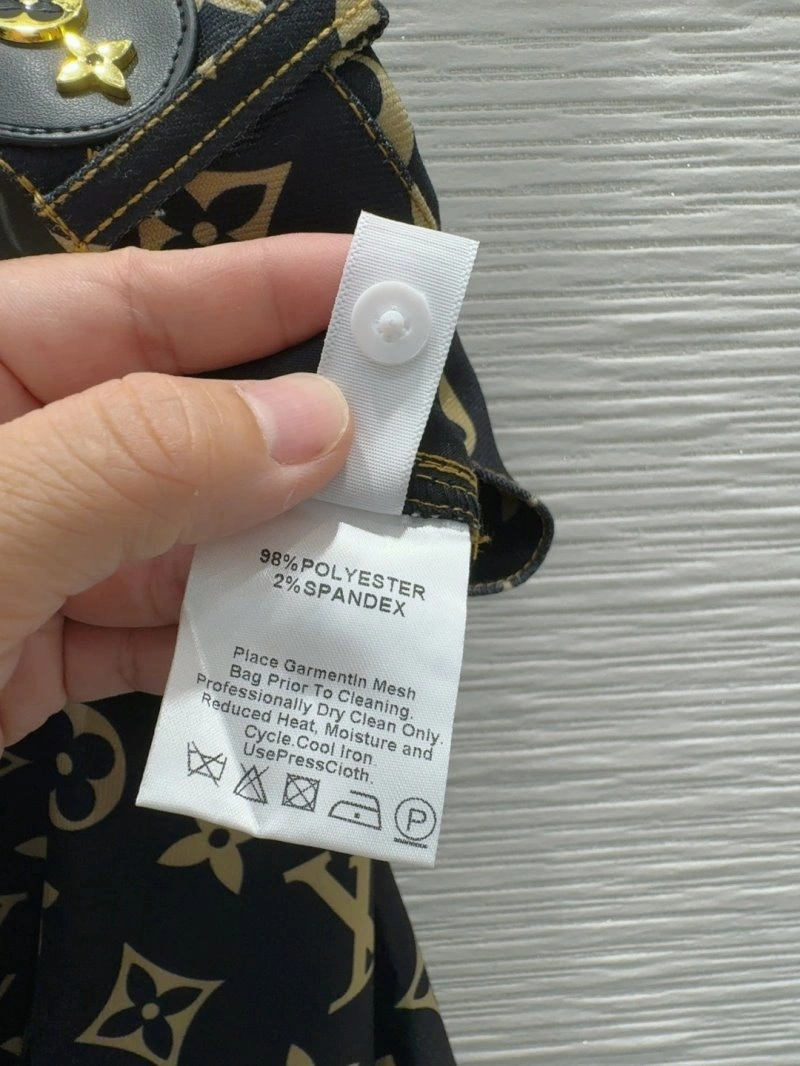 98%POLYESTER
2%SPANDEX
Place GarmentIn Mesh
Bag Prior To Cleaning.
Professionally Dry Clean Only.
Reduced Heat, Moisture and
Cycle.Cool Iron.
UsePressCloth.
P
LV